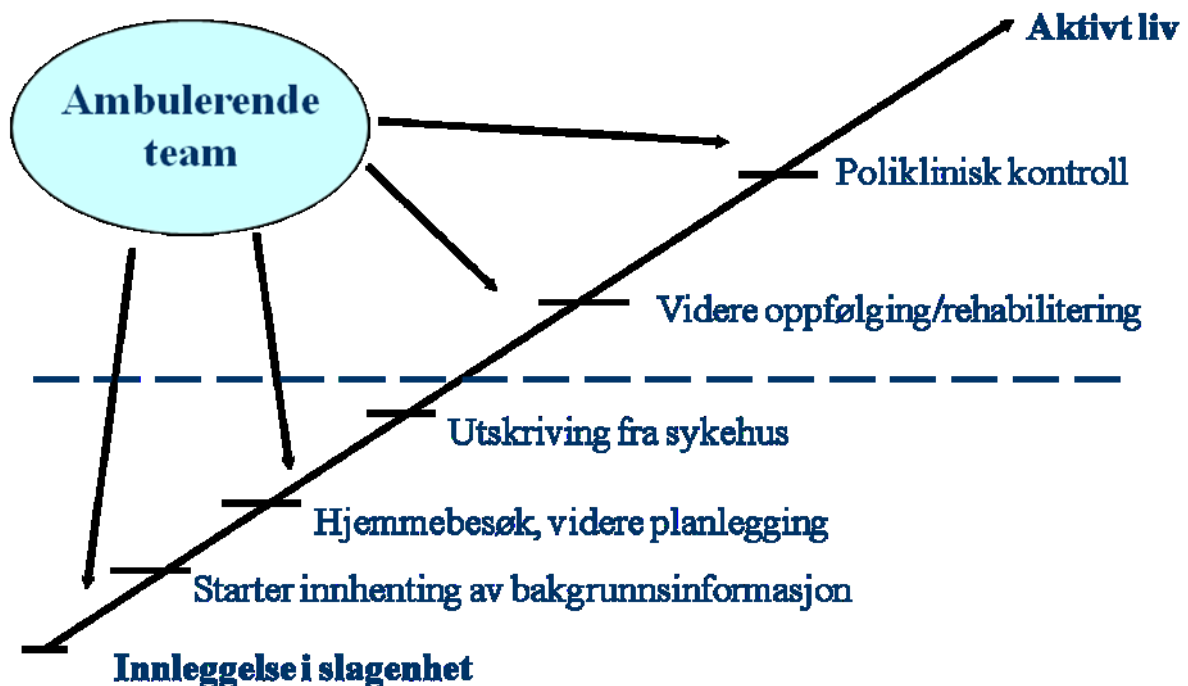 Aktivt liv
Ambulerende
team
Poliklinisk kontroll
Videre oppfølging/rehabilitering
Utskriving fra sykehus
Hjemmebesøk, videre planlegging
Starter innhenting av bakgrunnsinformasjon
Innleggelse i slagenhet